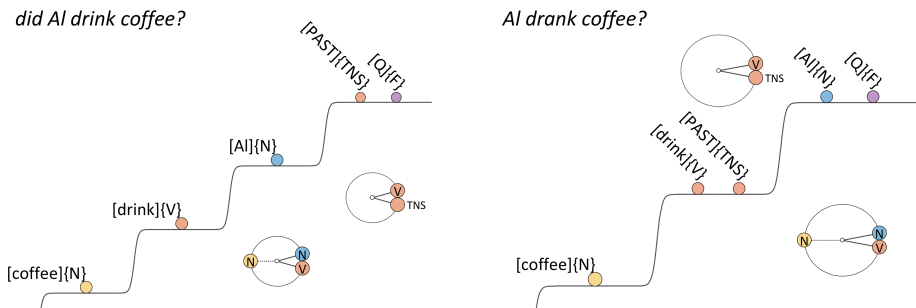 did Al drink coffee?
[PAST]{TNS}
[Q]{F}
[Al]{N}
[drink]{V}
[coffee]{N}
V
TNS
N
N
V
Al drank coffee?
V
TNS
[Al]{N}
[Q]{F}
[drink]{V}
[PAST]{TNS}
[coffee]{N}
N
N
V